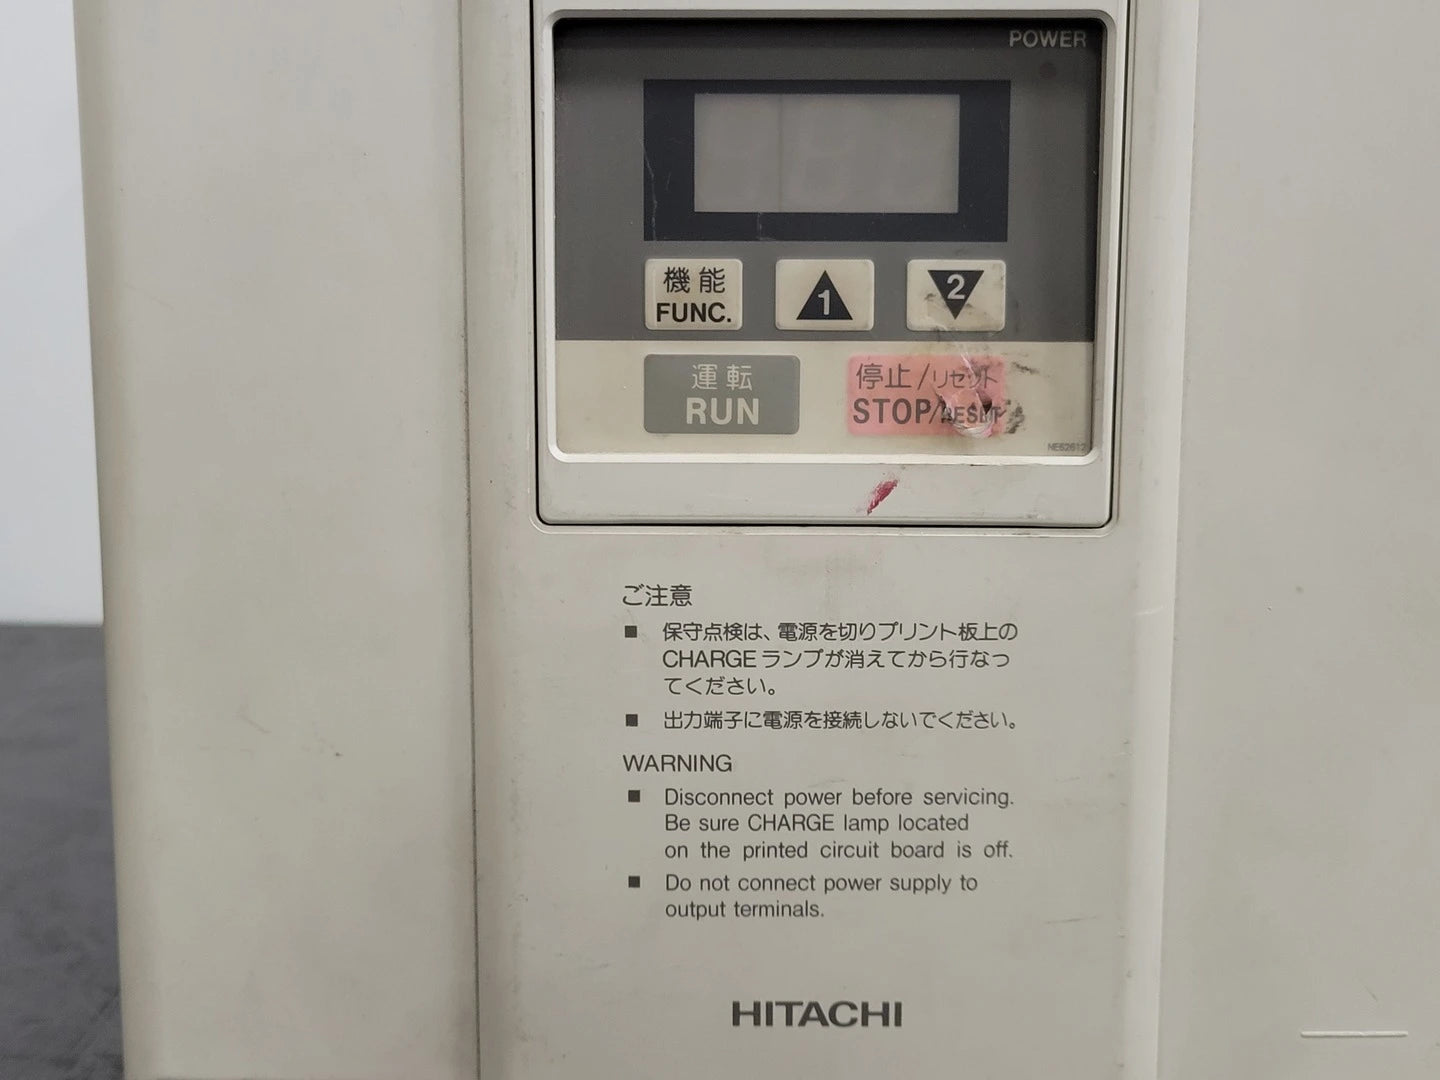 POWER
機能
FUNC.
1
2
運転
RUN
停止/リセット
STOP/RESET
NE62612
ご注意
■ 保守点検は、電源を切りプリント板上の
CHARGEランプが消えてから行なっ
てください。
■ 出力端子に電源を接続しないでください。
WARNING
■ Disconnect power before servicing.
Be sure CHARGE lamp located
on the printed circuit board is off.
■ Do not connect power supply to
output terminals.
HITACHI